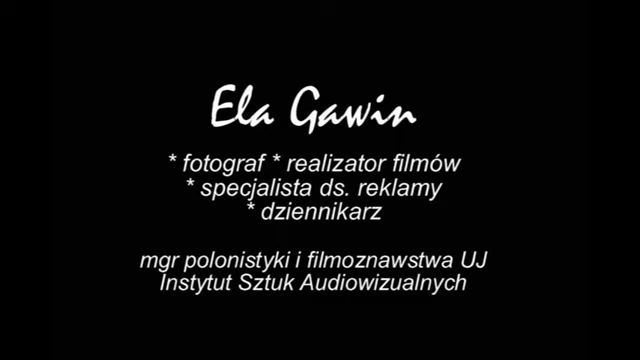 Ela Gawin
* fotograf * realizator filmów
* specjalista ds. reklamy
* dziennikarz
mgr polonistyki i filmoznawstwa UJ
Instytut Sztuk Audiowizualnych